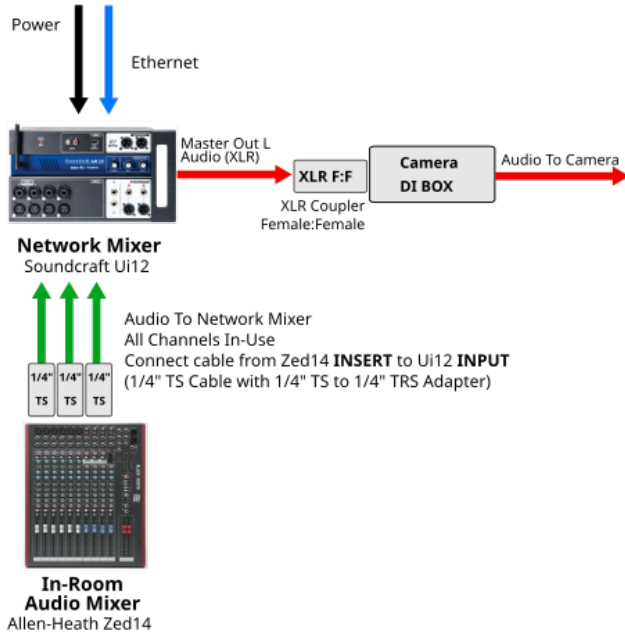 Power
Ethernet
Master Out L
Audio (XLR)
XLR F:F
XLR Coupler
Female:Female
Camera
DI BOX
Audio To Camera
Network Mixer
Soundcraft Ui12
Audio To Network Mixer
All Channels In-Use
Connect cable from Zed14 INSERT to Ui12 INPUT
(1/4" TS Cable with 1/4" TS to 1/4" TRS Adapter)
1/4" 1/4" 1/4"
TS TS TS
In-Room
Audio Mixer
Allen-Heath Zed14